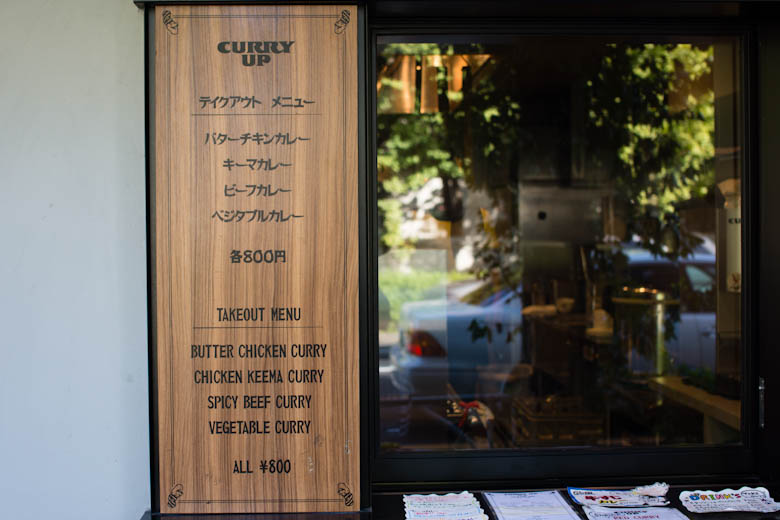 CURRY
UP
テイクアウト メニュー
バターチキンカレー
キーマカレー
ビーフカレー
ベジタブルカレー
各800円
TAKEOUT MENU
BUTTER CHICKEN CURRY
CHICKEN KEEMA CURRY
SPICY BEEF CURRY
VEGETABLE CURRY
ALL ¥800